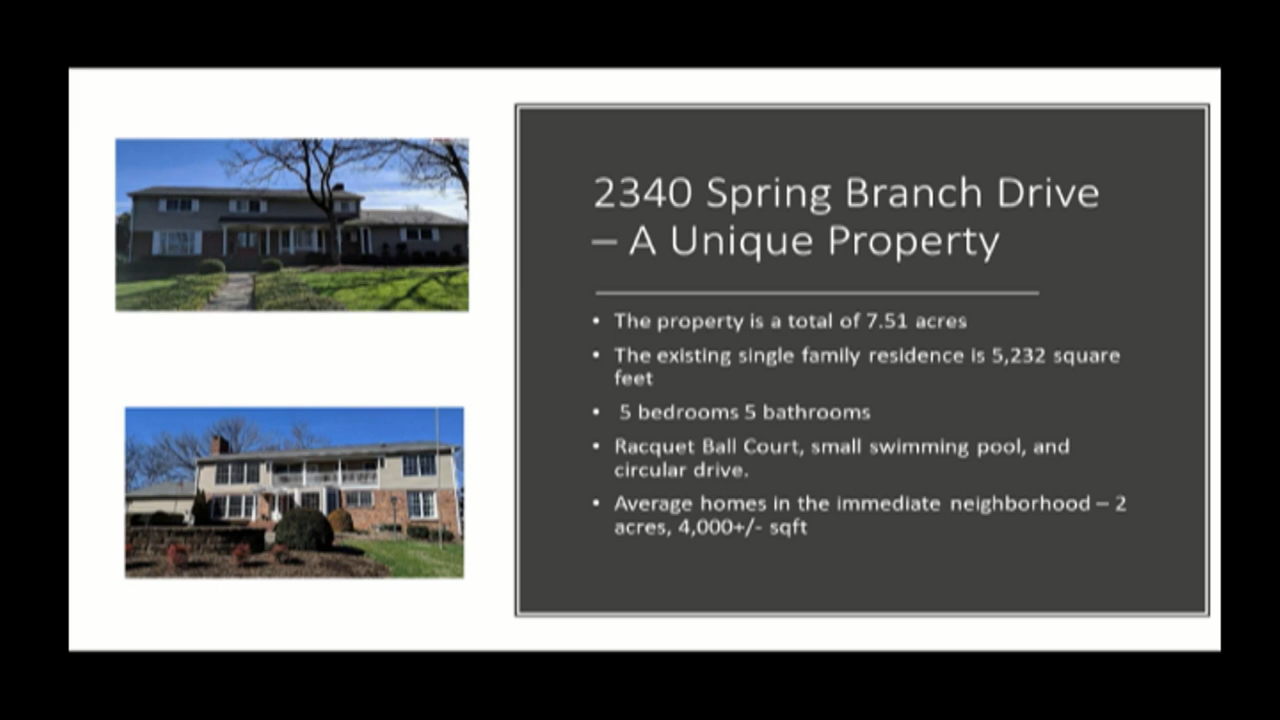 2340 Spring Branch Drive
– A Unique Property
• The property is a total of 7.51 acres
• The existing single family residence is 5,232 square
feet
• 5 bedrooms 5 bathrooms
• Racquet Ball Court, small swimming pool, and
circular drive.
• Average homes in the immediate neighborhood – 2
acres, 4,000+/- sqft